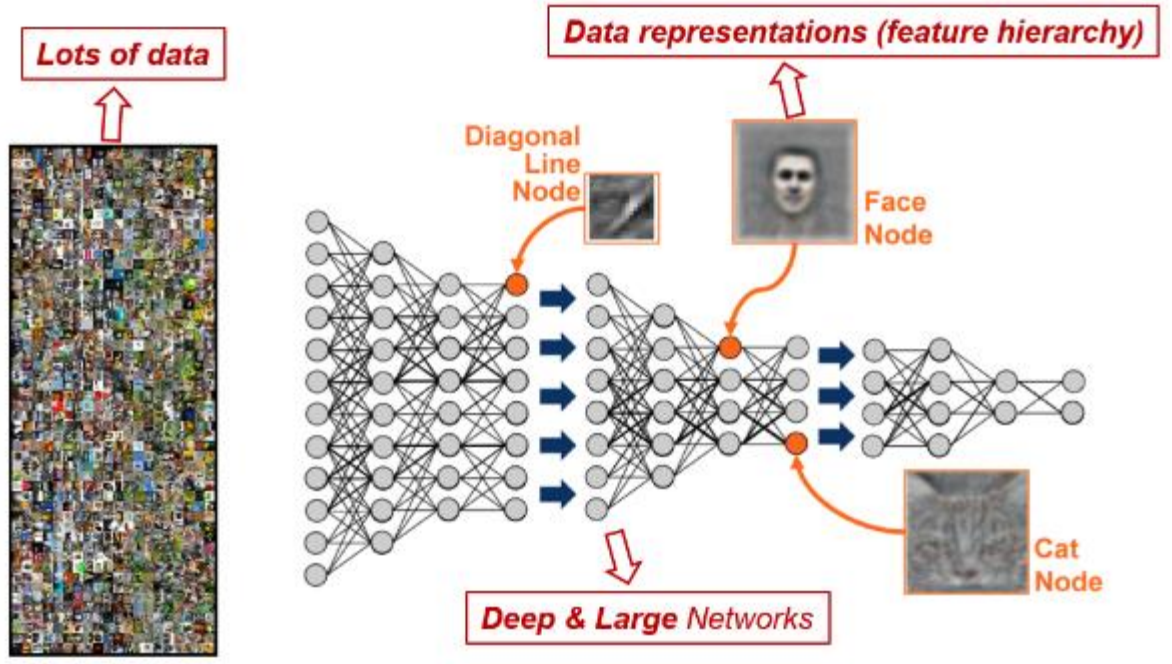 Lots of data
Data representations (feature hierarchy)
Diagonal
Line
Node
Face
Node
Cat
Node
Deep & Large Networks